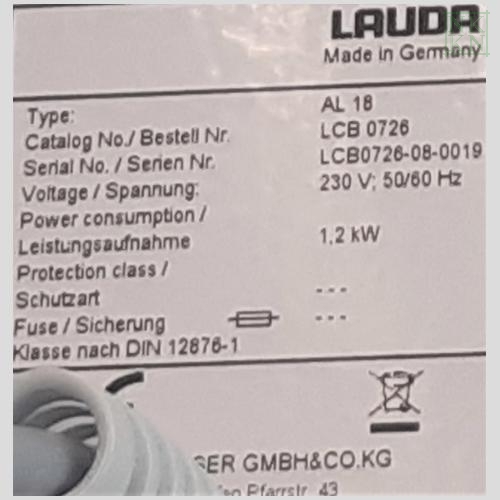 LAUDA
Made in Germany
Type: AL 18
Catalog No./ Bestell Nr. LCB 0726
Serial No. / Serien Nr. LCB0726-08-0019
Voltage / Spannung: 230 V; 50/60 Hz
Power consumption /
Leistungsaufnahme 1,2 kW
Protection class /
Schutzart ---
Fuse / Sicherung ---
Klasse nach DIN 12876-1
SER GMBH&CO.KG
Pfarrstr. 43